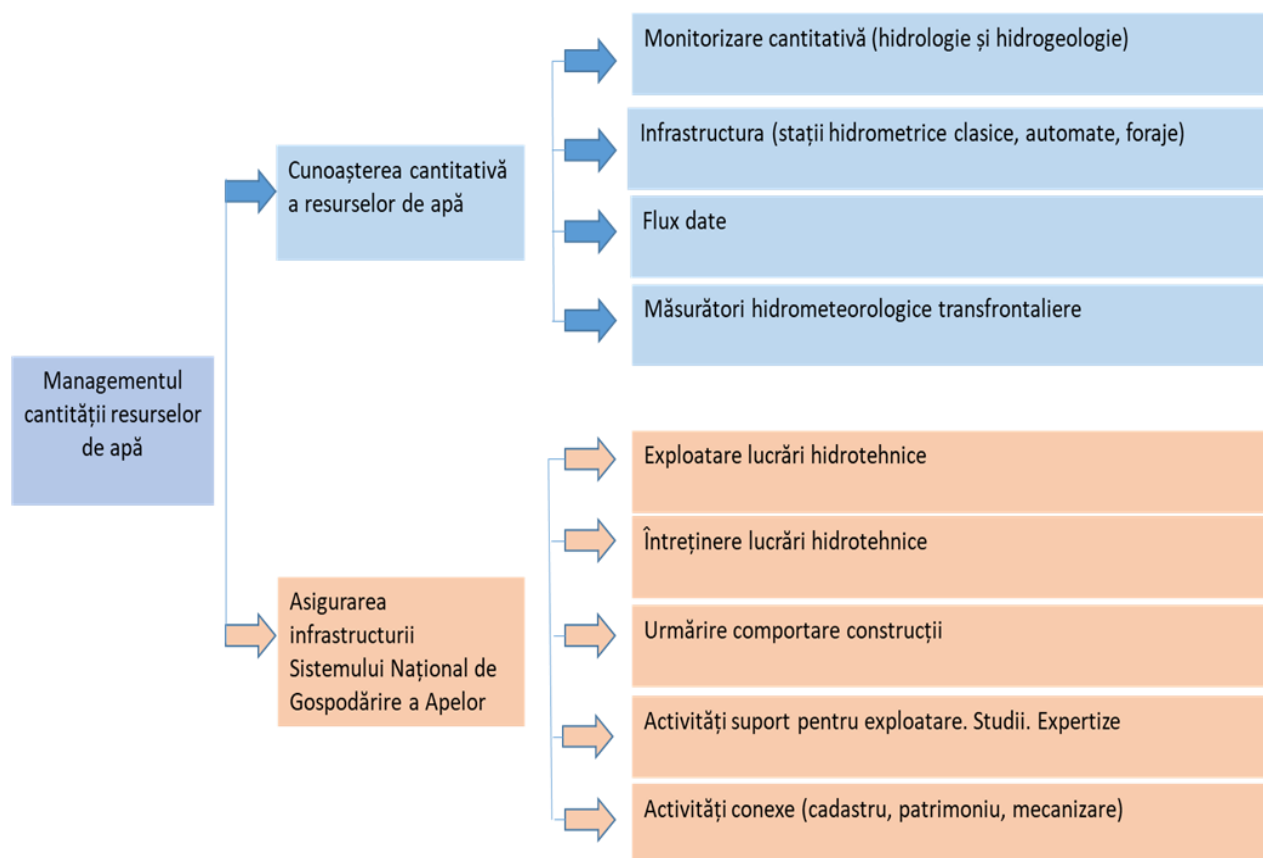 Managementul
cantității resurselor
de apă
Cunoașterea cantitativă
a resurselor de apă
Monitorizare cantitativă (hidrologie și hidrogeologie)
Infrastructura (stații hidrometrice clasice, automate, foraje)
Flux date
Măsurători hidrometeorologice transfrontaliere
Asigurarea
infrastructurii
Sistemului Național de
Gospodărire a Apelor
Exploatare lucrări hidrotehnice
Întreținere lucrări hidrotehnice
Urmărire comportare construcții
Activități suport pentru exploatare. Studii. Expertize
Activități conexe (cadastru, patrimoniu, mecanizare)